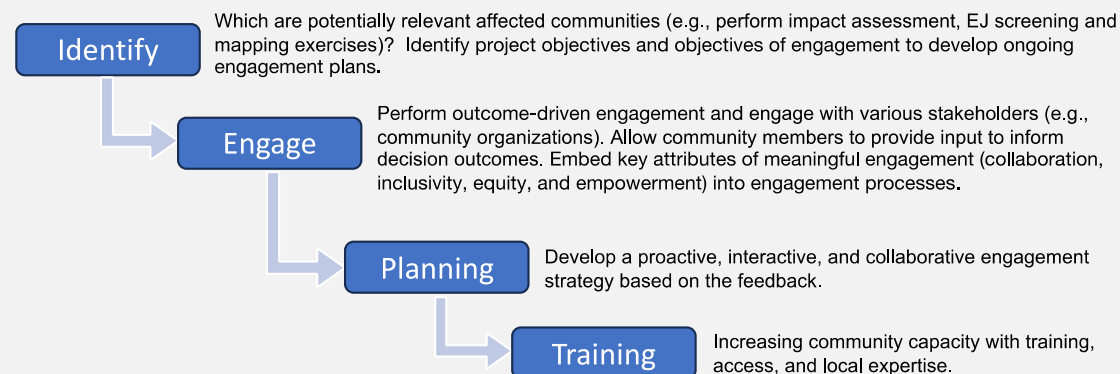 Identify
Which are potentially relevant affected communities (e.g., perform impact assessment, EJ screening and
mapping exercises)? Identify project objectives and objectives of engagement to develop ongoing
engagement plans.
Engage
Perform outcome-driven engagement and engage with various stakeholders (e.g.,
community organizations). Allow community members to provide input to inform
decision outcomes. Embed key attributes of meaningful engagement (collaboration,
inclusivity, equity, and empowerment) into engagement processes.
Planning
Develop a proactive, interactive, and collaborative engagement
strategy based on the feedback.
Training
Increasing community capacity with training,
access, and local expertise.